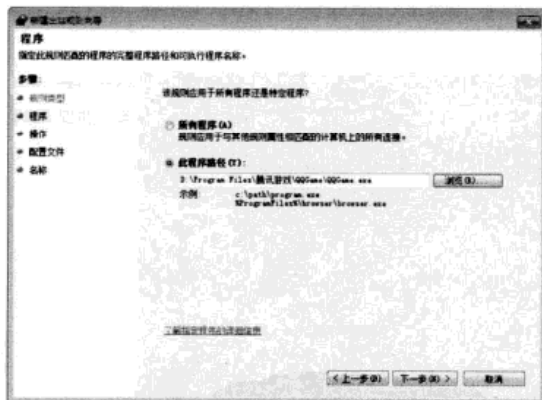 新建出站规则向导
程序
指定此规则匹配的程序的完整程序路径和可执行程序名称。
步骤:
规则类型
程序
操作
配置文件
名称
该规则应用于所有程序还是特定程序?
所有程序(A)
规则应用于与其他规则属性相匹配的计算机上的所有连接。
此程序路径(T):
D:\Program Files\腾讯游戏\QQGame\QQGame.exe
浏览(R)...
示例:
c:\path\program.exe
%ProgramFiles%\browser\browser.exe
了解指定程序的详细信息
<上一步(B)
下一步(N) >
取消